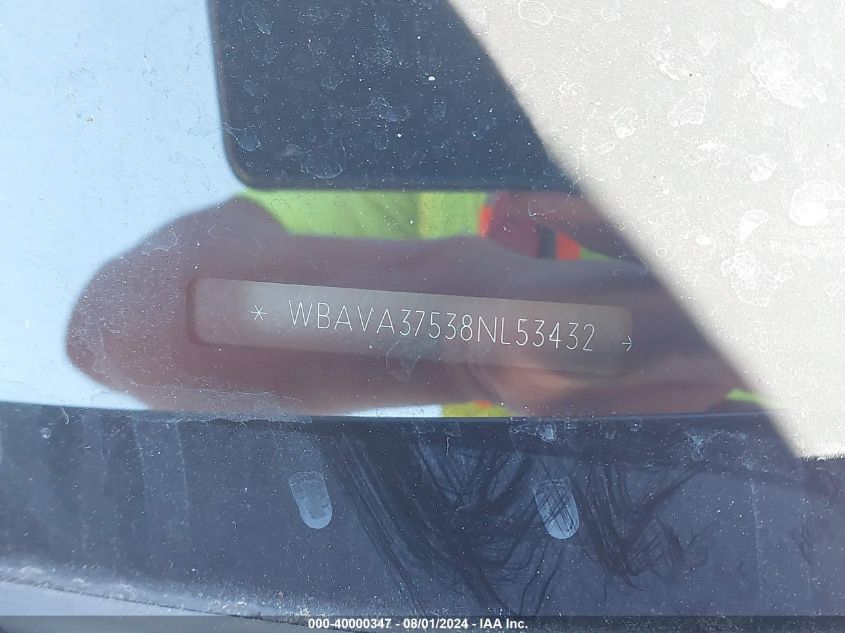 * WBAVA37538NL53432 *
000-40000347 - 08/01/2024 - IAA Inc.